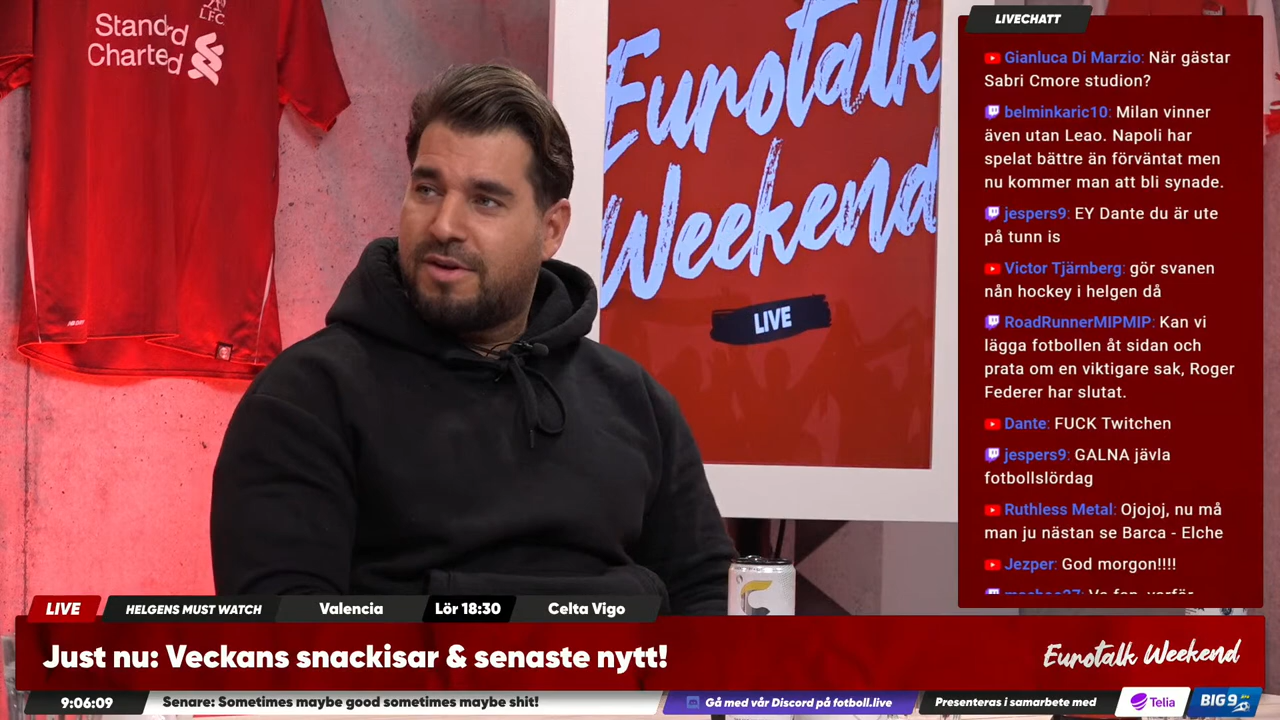 Standard
Chartered
LFC
Eurotalk
Weekend
LIVE
LIVECHATT
Gianluca Di Marzio: När gästar
Sabri Cmore studion?
belminkaric10: Milan vinner
även utan Leao. Napoli har
spelat bättre än förväntat men
nu kommer man att bli synade.
jespers9: EY Dante du är ute
på tunn is
Victor Tjärnberg: gör svanen
nån hockey i helgen då
RoadRunnerMIPMIP: Kan vi
lägga fotbollen åt sidan och
prata om en viktigare sak, Roger
Federer har slutat.
Dante: FUCK Twitchen
jespers9: GALNA jävla
fotbollslördag
Ruthless Metal: Ojojoj, nu må
man ju nästan se Barca - Elche
Jezper: God morgon!!!!
LIVE
HELGENS MUST WATCH
Valencia
Lör 18:30
Celta Vigo
Just nu: Veckans snackisar & senaste nytt!
Eurotalk Weekend
9:06:09
Senare: Sometimes maybe good sometimes maybe shit!
Gå med vår Discord på fotboll.live
Presenteras i samarbete med
Telia
BIG9